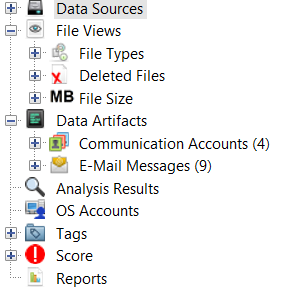 Data Sources
File Views
File Types
Deleted Files
MB File Size
Data Artifacts
Communication Accounts (4)
E-Mail Messages (9)
Analysis Results
OS Accounts
Tags
Score
Reports